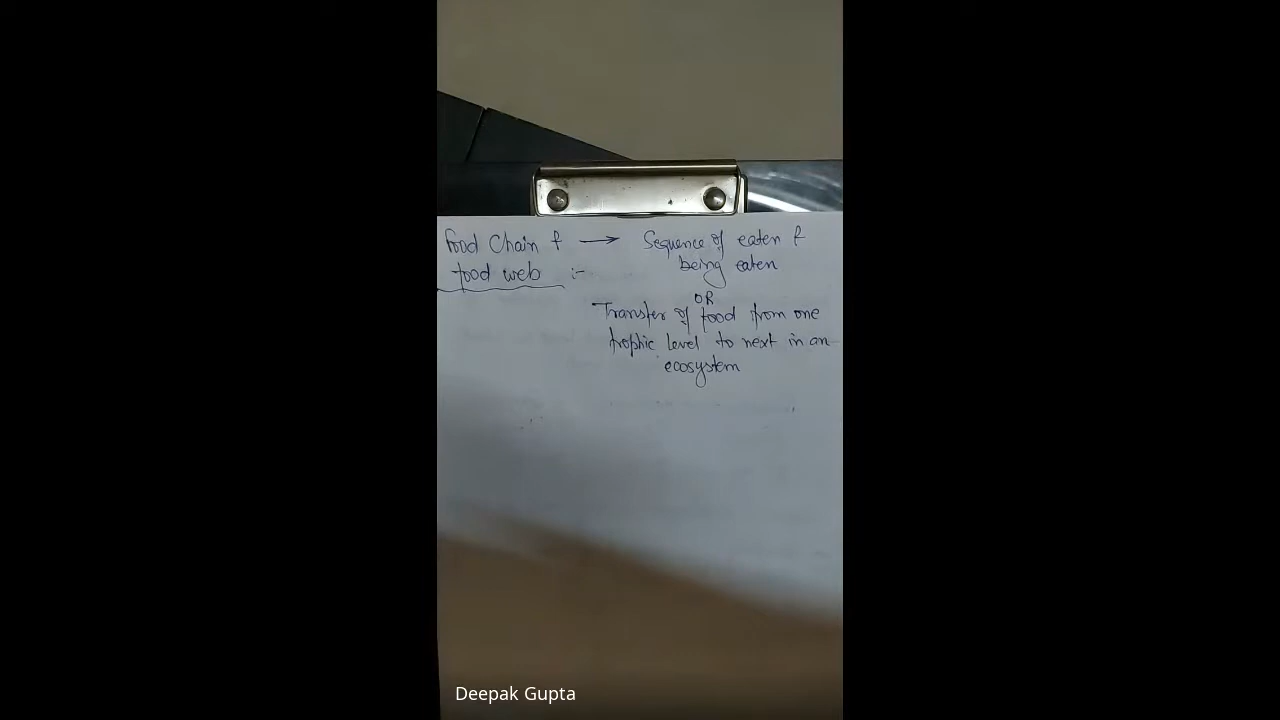 Food Chain & → Sequence of eaten &
food web :- being eaten
OR
Transfer of food from one
trophic level to next in an
ecosystem
Deepak Gupta